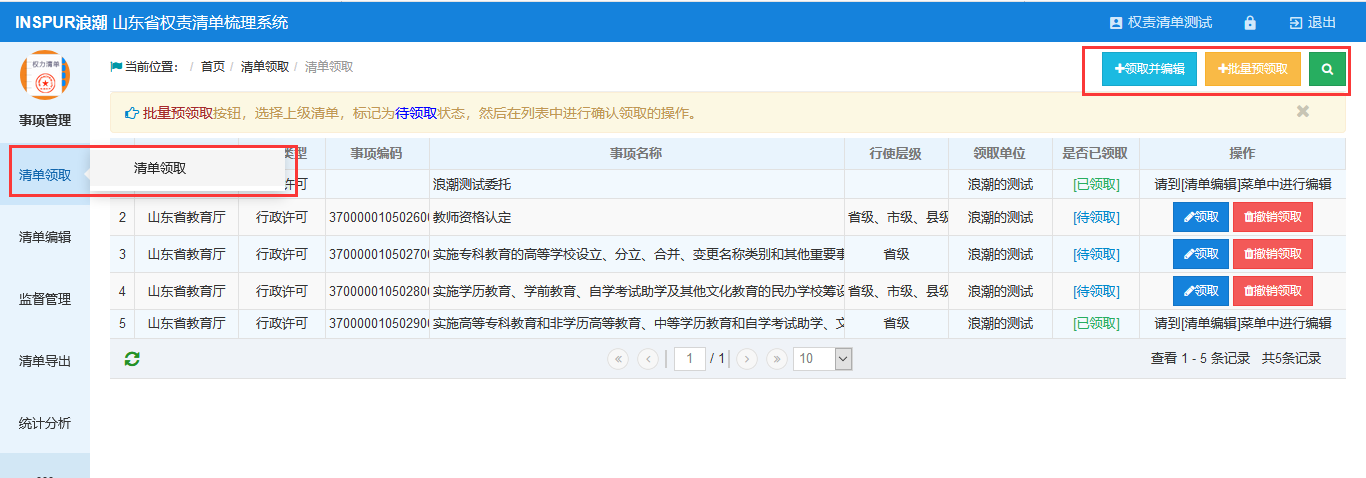 INSPUR浪潮 山东省权责清单梳理系统 权责清单测试 退出
权力清单
事项管理
清单领取
清单编辑
监督管理
清单导出
统计分析
当前位置： / 首页 / 清单领取 / 清单领取
领取并编辑 批量预领取
批量预领取按钮，选择上级清单，标记为待领取状态，然后在列表中进行确认领取的操作。
清单领取
类型 事项编码 事项名称 行使层级 领取单位 是否已领取 操作
许可 浪潮测试委托 浪潮的测试 [已领取] 请到[清单编辑]菜单中进行编辑
2 山东省教育厅 行政许可 37000001050260 教师资格认定 省级、市级、县级 浪潮的测试 [待领取] 领取 撤销领取
3 山东省教育厅 行政许可 37000001050270 实施专科教育的高等学校设立、分立、合并、变更名称类别和其他重要事 省级 浪潮的测试 [待领取] 领取 撤销领取
4 山东省教育厅 行政许可 37000001050280 实施学历教育、学前教育、自学考试助学及其他文化教育的民办学校筹设 省级、市级、县级 浪潮的测试 [待领取] 领取 撤销领取
5 山东省教育厅 行政许可 37000001050290 实施高等专科教育和非学历高等教育、中等学历教育和自学考试助学、文 省级 浪潮的测试 [已领取] 请到[清单编辑]菜单中进行编辑
1 / 1 10 查看 1 - 5 条记录 共5条记录